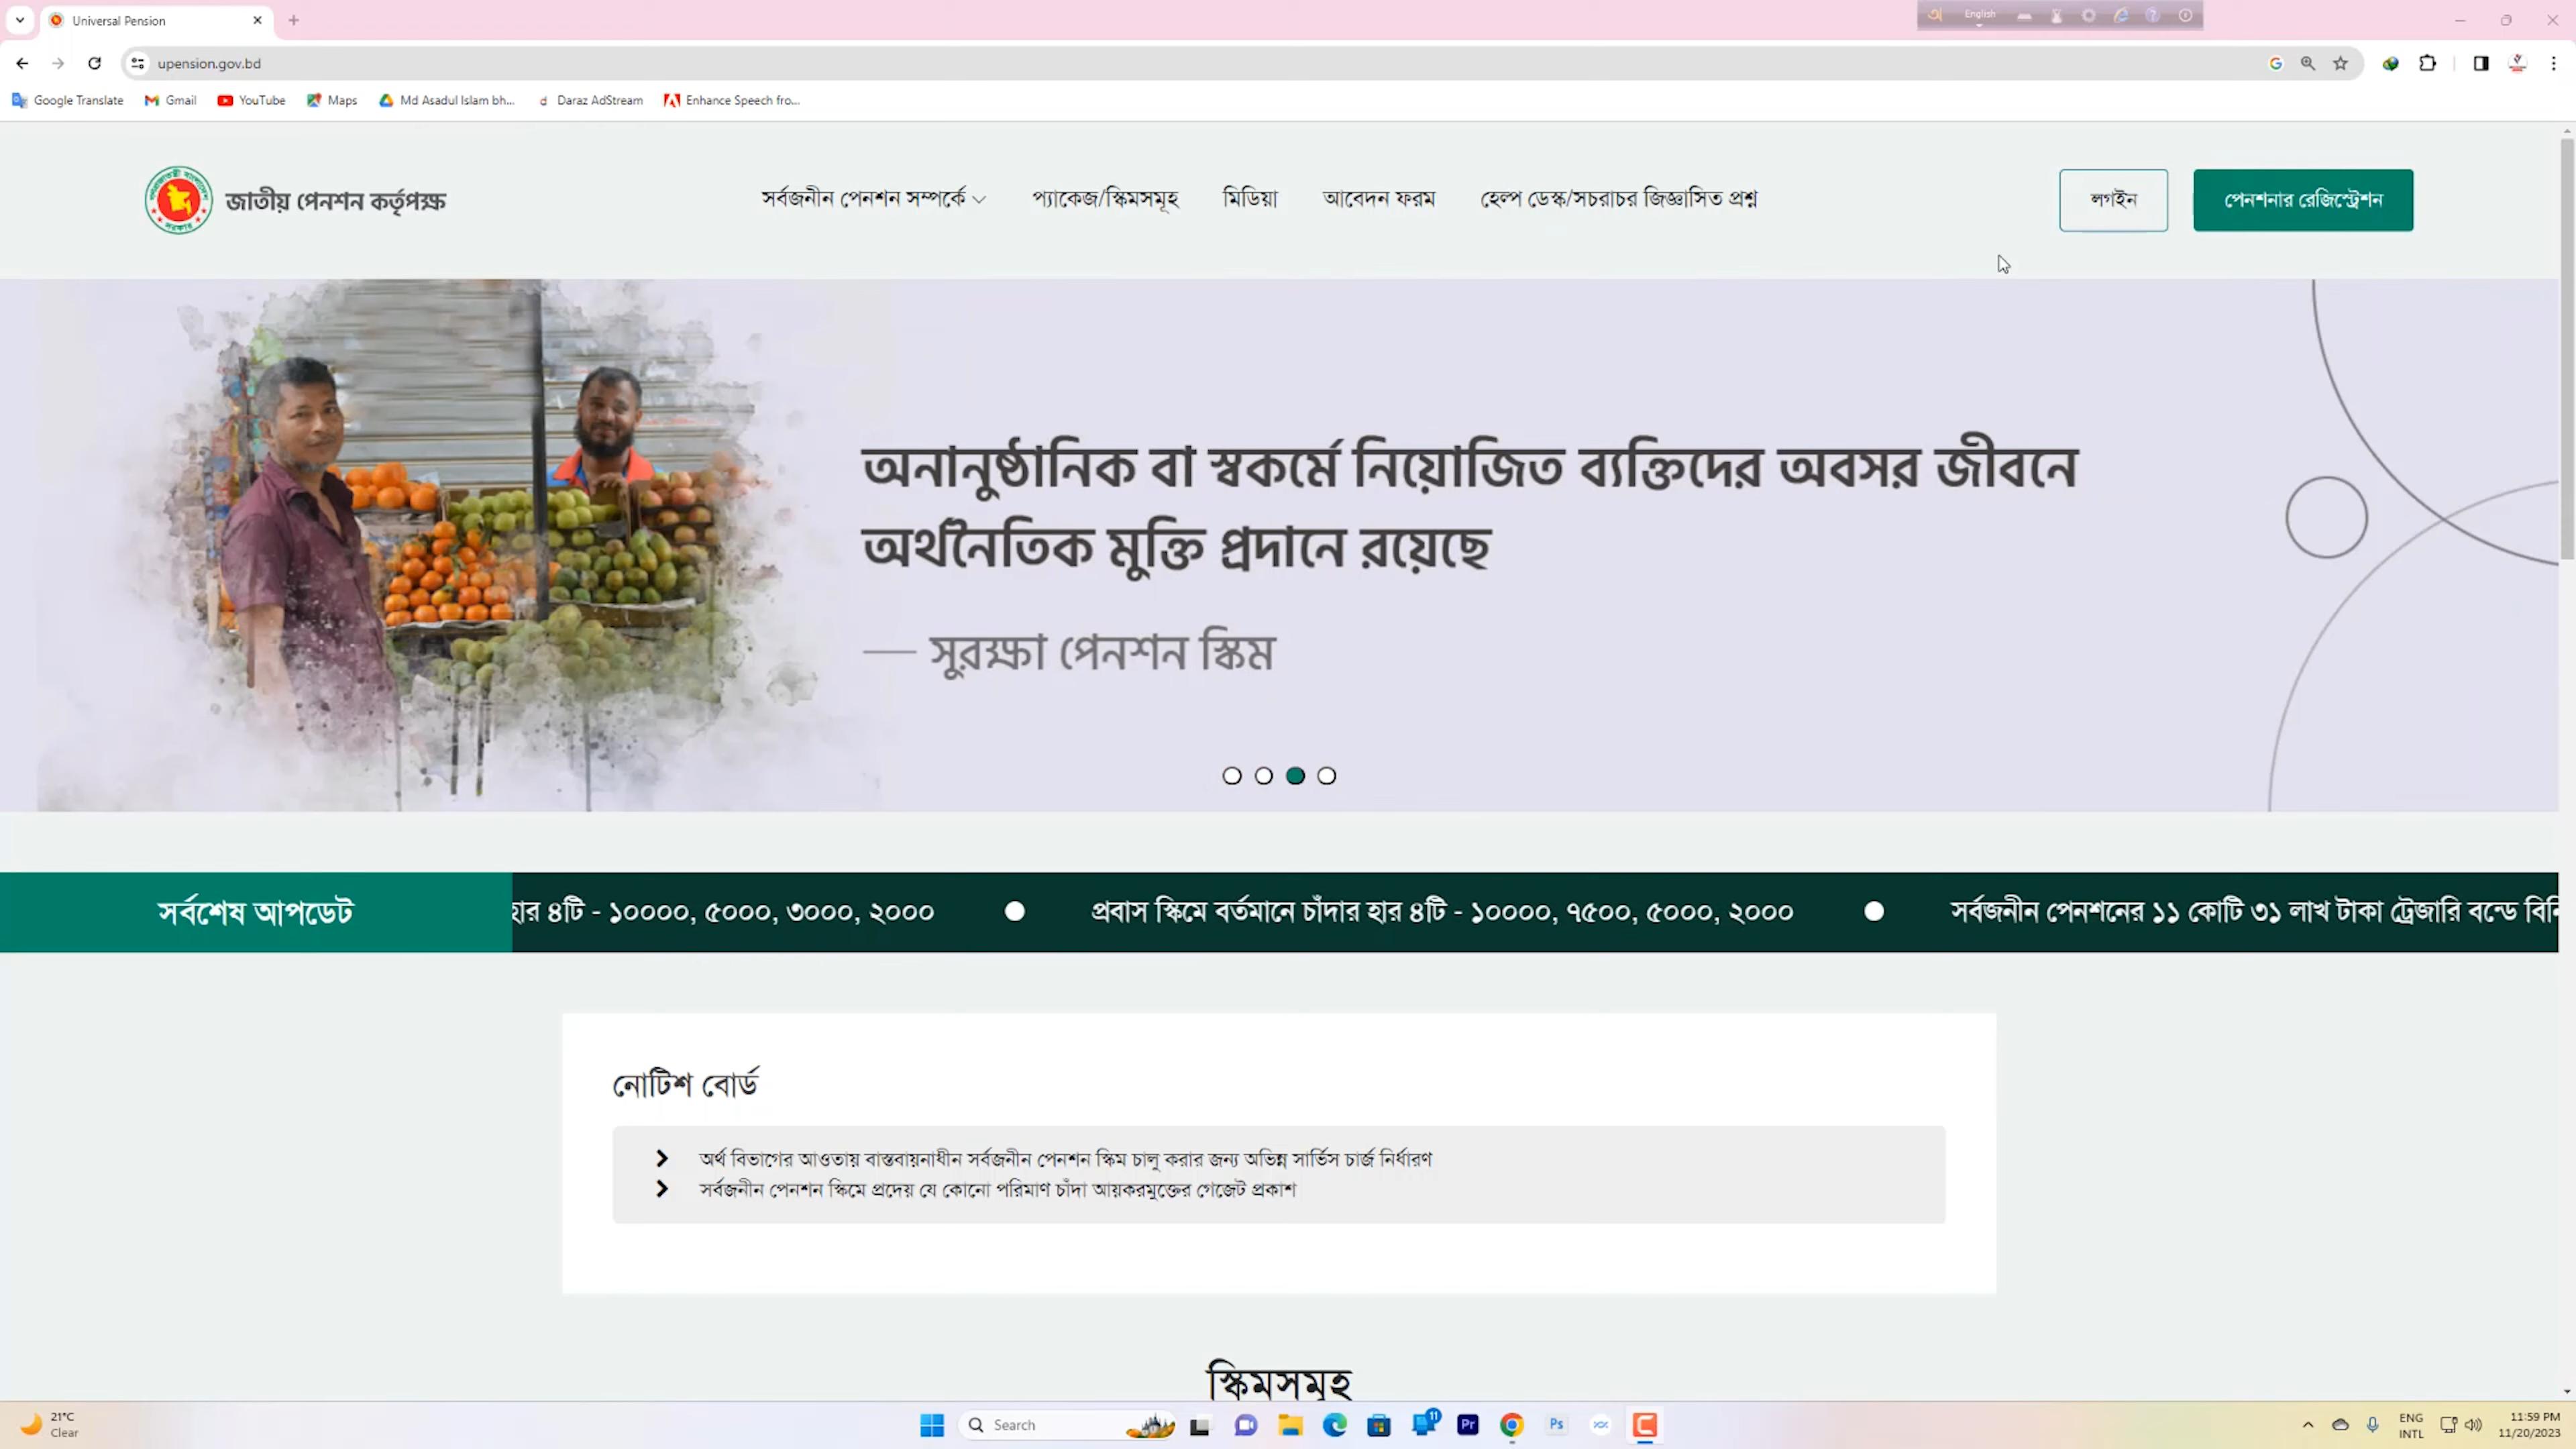 Universal Pension
English
upension.gov.bd
Google Translate
Gmail
YouTube
Maps
Md Asadul Islam bh...
Daraz AdStream
Enhance Speech fro...
জাতীয় পেনশন কর্তৃপক্ষ
সর্বজনীন পেনশন সম্পর্কে
প্যাকেজ/স্কিমসমূহ
মিডিয়া
আবেদন ফরম
হেল্প ডেস্ক/সচরাচর জিজ্ঞাসিত প্রশ্ন
লগইন
পেনশনার রেজিস্ট্রেশন
অনানুষ্ঠানিক বা স্বকর্মে নিয়োজিত ব্যক্তিদের অবসর জীবনে
অর্থনৈতিক মুক্তি প্রদানে রয়েছে
— সুরক্ষা পেনশন স্কিম
সর্বশেষ আপডেট
হার ৪টি - ১০০০০, ৫০০০, ৩০০০, ২০০০
প্রবাস স্কিমে বর্তমানে চাঁদার হার ৪টি - ১০০০০, ৭৫০০, ৫০০০, ২০০০
সর্বজনীন পেনশনের ১১ কোটি ৩১ লাখ টাকা ট্রেজারি বন্ডে
নোটিশ বোর্ড
অর্থ বিভাগের আওতায় বাস্তবায়নাধীন সর্বজনীন পেনশন স্কিম চালু করার জন্য অভিন্ন সার্ভিস চার্জ নির্ধারণ
সর্বজনীন পেনশন স্কিমে প্রদেয় যে কোনো পরিমাণ চাঁদা আয়করমুক্তের গেজেট প্রকাশ
স্কিমসমূহ
21°C
Clear
Search
11
Pr
Ps
ENG
INTL
11:59 PM
11/20/2023